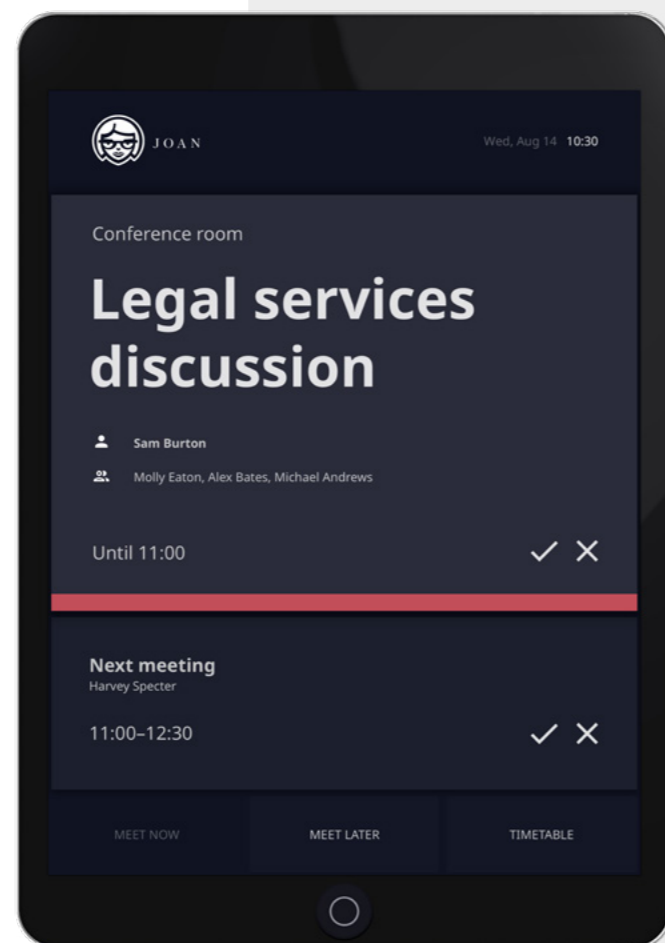 JOAN
Wed, Aug 14 10:30
Conference room
Legal services
discussion
Sam Burton
Molly Eaton, Alex Bates, Michael Andrews
Until 11:00
Next meeting
Harvey Specter
11:00–12:30
MEET NOW
MEET LATER
TIMETABLE